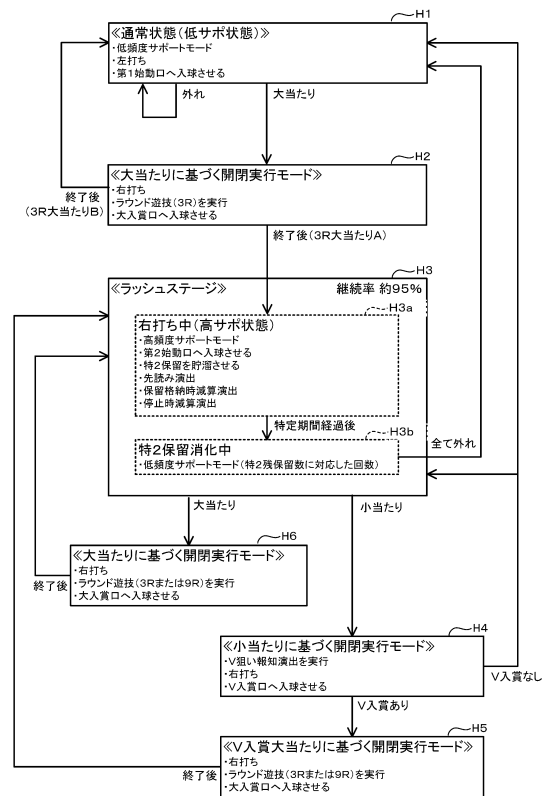 H1
≪通常状態(低サポ状態)≫
・低頻度サポートモード
・左打ち
・第1始動口へ入球させる
外れ
大当たり
H2
≪大当たりに基づく開閉実行モード≫
・右打ち
・ラウンド遊技(3R)を実行
・大入賞口へ入球させる
終了後
(3R大当たりB)
終了後(3R大当たりA)
H3
≪ラッシュステージ≫
継続率 約95%
H3a
右打ち中(高サポ状態)
・高頻度サポートモード
・第2始動口へ入球させる
・特2保留を貯溜させる
・先読み演出
・保留格納時減算演出
・停止時減算演出
特定期間経過後
H3b
特2保留消化中
・低頻度サポートモード(特2残保留数に対応した回数)
全て外れ
大当たり
小当たり
H6
≪大当たりに基づく開閉実行モード≫
・右打ち
・ラウンド遊技(3Rまたは9R)を実行
・大入賞口へ入球させる
終了後
H4
≪小当たりに基づく開閉実行モード≫
・V狙い報知演出を実行
・右打ち
・V入賞口へ入球させる
V入賞なし
V入賞あり
H5
≪V入賞大当たりに基づく開閉実行モード≫
・右打ち
・ラウンド遊技(3Rまたは9R)を実行
・大入賞口へ入球させる
終了後